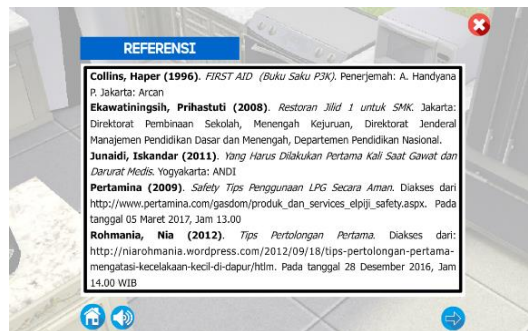 REFERENSI
Collins, Haper (1996). FIRST AID (Buku Saku P3K). Penerjemah: A. Handyana
P. Jakarta: Arcan
Ekawatiningsih, Prihastuti (2008). Restoran Jilid 1 untuk SMK. Jakarta:
Direktorat Pembinaan Sekolah, Menengah Kejuruan, Direktorat Jenderal
Manajemen Pendidikan Dasar dan Menengah, Departemen Pendidikan Nasional.
Junaidi, Iskandar (2011). Yang Harus Dilakukan Pertama Kali Saat Gawat dan
Darurat Medis. Yogyakarta: ANDI
Pertamina (2009). Safety Tips Penggunaan LPG Secara Aman. Diakses dari
http://www.pertamina.com/gasdom/produk_dan_services_elpiji_safety.aspx. Pada
tanggal 05 Maret 2017, Jam 13.00
Rohmania, Nia (2012). Tips Pertolongan Pertama. Diakses dari:
http://niarohmania.wordpress.com/2012/09/18/tips-pertolongan-pertama-
mengatasi-kecelakaan-kecil-di-dapur/htlm. Pada tanggal 28 Desember 2016, Jam
14.00 WIB